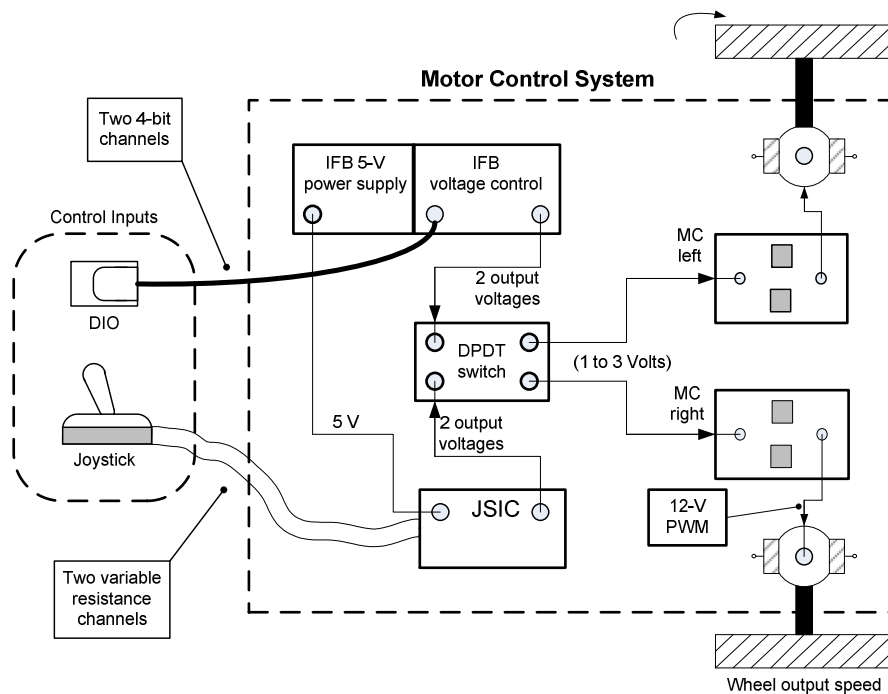 Motor Control System
Two 4-bit
channels
IFB 5-V
power supply
IFB
voltage control
Control Inputs
DIO
Joystick
2 output
voltages
DPDT
switch
(1 to 3 Volts)
MC
left
MC
right
5 V
2 output
voltages
JSIC
12-V
PWM
Two variable
resistance
channels
Wheel output speed